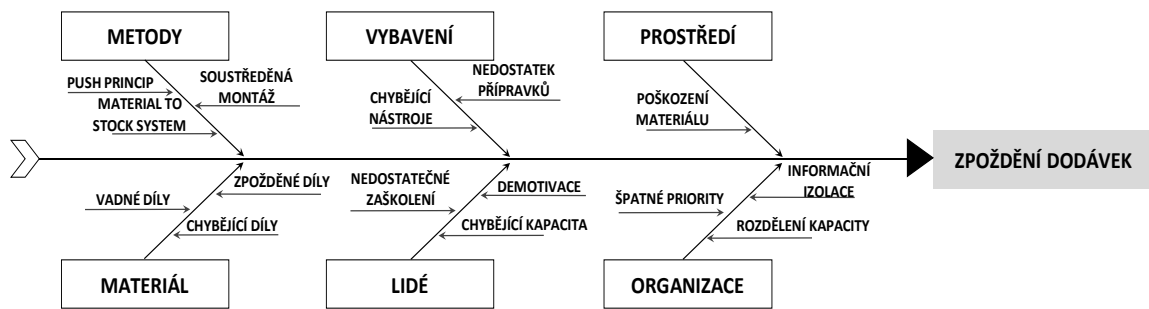 METODY
VYBAVENÍ
PROSTŘEDÍ
PUSH PRINCIP
SOUSTŘEDĚNÁ
MONTÁŽ
MATERIAL TO
STOCK SYSTEM
NEDOSTATEK
PŘÍPRAVKŮ
CHYBĚJÍCÍ
NÁSTROJE
POŠKOZENÍ
MATERIÁLU
ZPOŽDĚNÍ DODÁVEK
ZPOŽDĚNÉ DÍLY
VADNÉ DÍLY
CHYBĚJÍCÍ DÍLY
NEDOSTATEČNÉ
ZAŠKOLENÍ
DEMOTIVACE
CHYBĚJÍCÍ KAPACITA
INFORMAČNÍ
IZOLACE
ŠPATNÉ PRIORITY
ROZDĚLENÍ KAPACITY
MATERIÁL
LIDÉ
ORGANIZACE